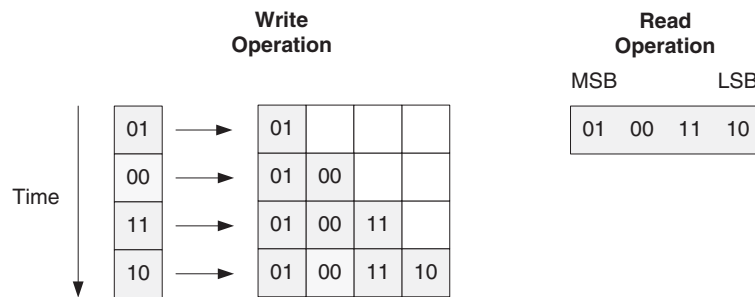 Write
Operation
Read
Operation
MSB LSB
01 01 01 00 11 10
00 01 00
Time
11 01 00 11
10 01 00 11 10